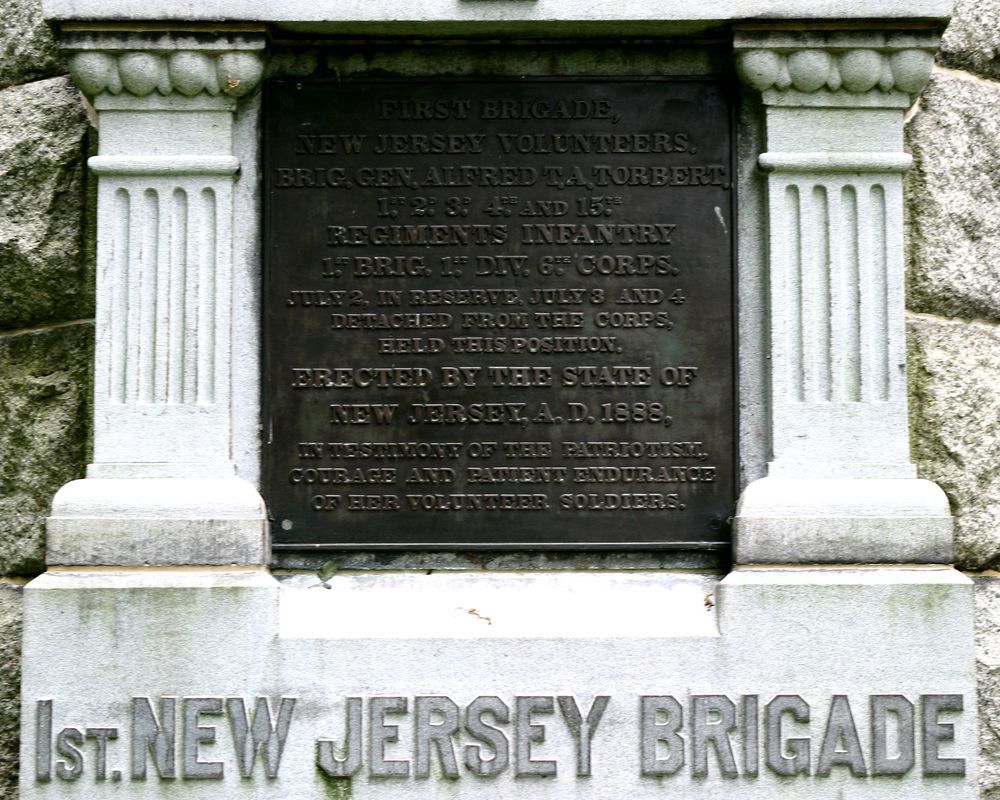 FIRST BRIGADE,
NEW JERSEY VOLUNTEERS.
BRIG. GEN. ALFRED T. A. TORBERT,
1ST 2D 3D 4TH AND 15TH
REGIMENTS INFANTRY
1ST BRIG. 1ST DIV. 6TH CORPS.
JULY 2, IN RESERVE, JULY 3 AND 4
DETACHED FROM THE CORPS,
HELD THIS POSITION.
ERECTED BY THE STATE OF
NEW JERSEY, A. D. 1888,
IN TESTIMONY OF THE PATRIOTISM,
COURAGE AND PATIENT ENDURANCE
OF HER VOLUNTEER SOLDIERS.
1ST. NEW JERSEY BRIGADE